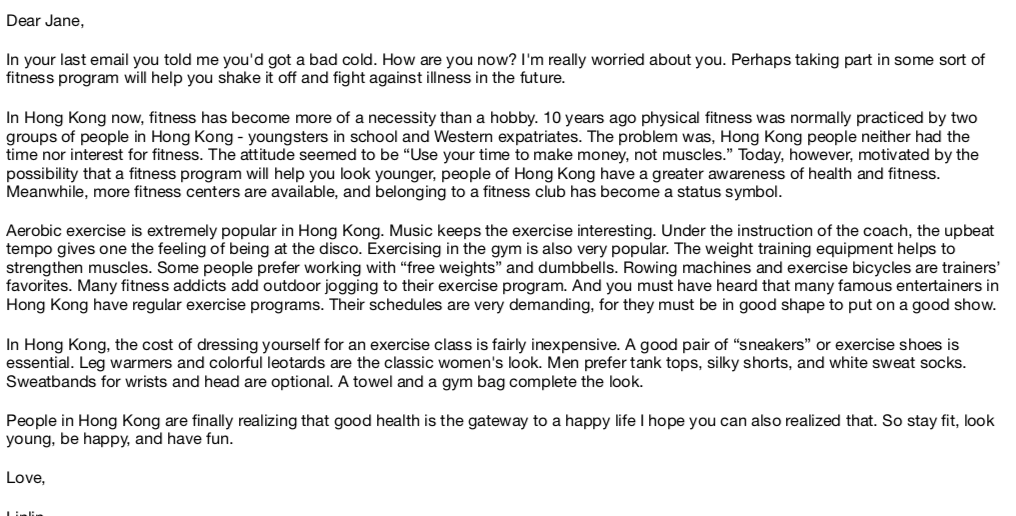 Dear Jane,
In your last email you told me you'd got a bad cold. How are you now? I'm really worried about you. Perhaps taking part in some sort of
fitness program will help you shake it off and fight against illness in the future.
In Hong Kong now, fitness has become more of a necessity than a hobby. 10 years ago physical fitness was normally practiced by two
groups of people in Hong Kong - youngsters in school and Western expatriates. The problem was, Hong Kong people neither had the
time nor interest for fitness. The attitude seemed to be “Use your time to make money, not muscles.” Today, however, motivated by the
possibility that a fitness program will help you look younger, people of Hong Kong have a greater awareness of health and fitness.
Meanwhile, more fitness centers are available, and belonging to a fitness club has become a status symbol.
Aerobic exercise is extremely popular in Hong Kong. Music keeps the exercise interesting. Under the instruction of the coach, the upbeat
tempo gives one the feeling of being at the disco. Exercising in the gym is also very popular. The weight training equipment helps to
strengthen muscles. Some people prefer working with “free weights” and dumbbells. Rowing machines and exercise bicycles are trainers’
favorites. Many fitness addicts add outdoor jogging to their exercise program. And you must have heard that many famous entertainers in
Hong Kong have regular exercise programs. Their schedules are very demanding, for they must be in good shape to put on a good show.
In Hong Kong, the cost of dressing yourself for an exercise class is fairly inexpensive. A good pair of “sneakers” or exercise shoes is
essential. Leg warmers and colorful leotards are the classic women's look. Men prefer tank tops, silky shorts, and white sweat socks.
Sweatbands for wrists and head are optional. A towel and a gym bag complete the look.
People in Hong Kong are finally realizing that good health is the gateway to a happy life I hope you can also realized that. So stay fit, look
young, be happy, and have fun.
Love,